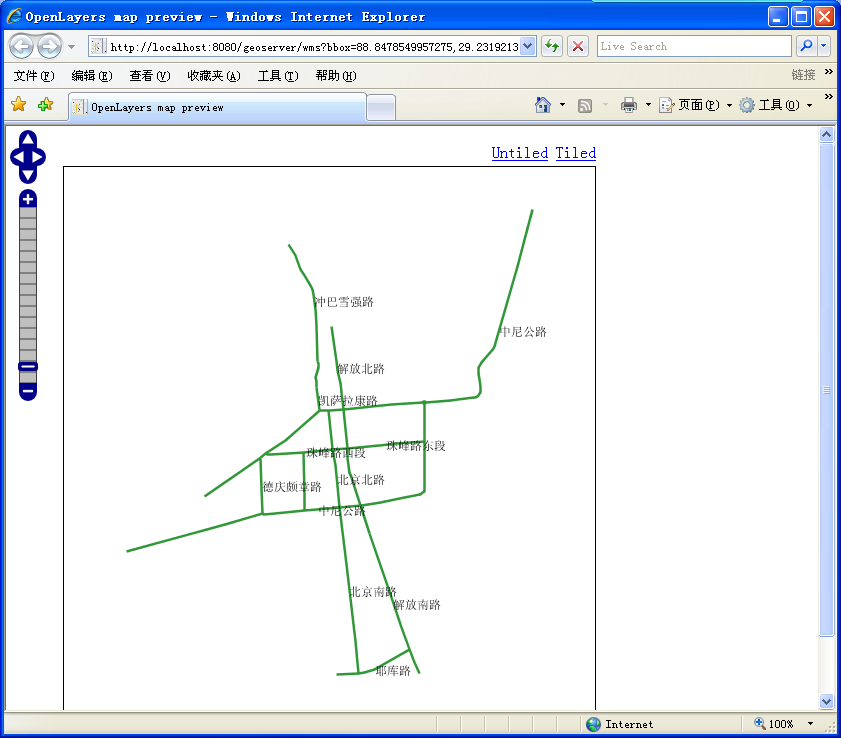 OpenLayers map preview - Windows Internet Explorer
http://localhost:8080/geoserver/wms?bbox=88.8478549957275,29.2319213
Live Search
文件(F) 编辑(E) 查看(V) 收藏夹(A) 工具(T) 帮助(H)
链接 »
OpenLayers map preview
页面(P) 工具(O) »
Untiled Tiled
冲巴雪强路
中尼公路
解放北路
凯萨拉康路
珠峰路东段
珠峰路西段
北京北路
德庆颇章路
中尼公路
北京南路
解放南路
耶库路
Internet
100%